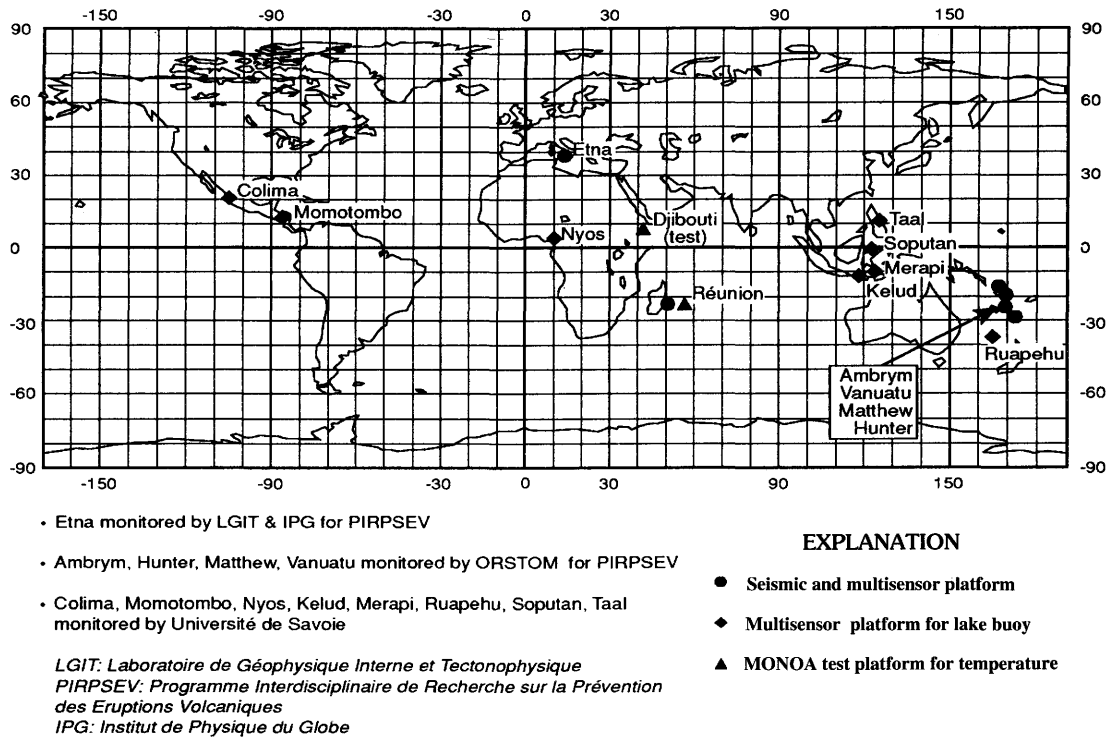 -150 -90 -30 0 30 90 150
90 90
60 60
30 30
0 0
-30 -30
-60 -60
-90 -90
Etna
Colima
Momotombo
Nyos
Djibouti
(test)
Taal
Soputan
Merapi
Kelud
Réunion
Ruapehu
Ambrym
Vanuatu
Matthew
Hunter
-150 -90 -30 0 30 90 150
• Etna monitored by LGIT & IPG for PIRPSEV
• Ambrym, Hunter, Matthew, Vanuatu monitored by ORSTOM for PIRPSEV
• Colima, Momotombo, Nyos, Kelud, Merapi, Ruapehu, Soputan, Taal
monitored by Université de Savoie
LGIT: Laboratoire de Géophysique Interne et Tectonophysique
PIRPSEV: Programme Interdisciplinaire de Recherche sur la Prévention
des Eruptions Volcaniques
IPG: Institut de Physique du Globe
EXPLANATION
Seismic and multisensor platform
Multisensor platform for lake buoy
MONOA test platform for temperature